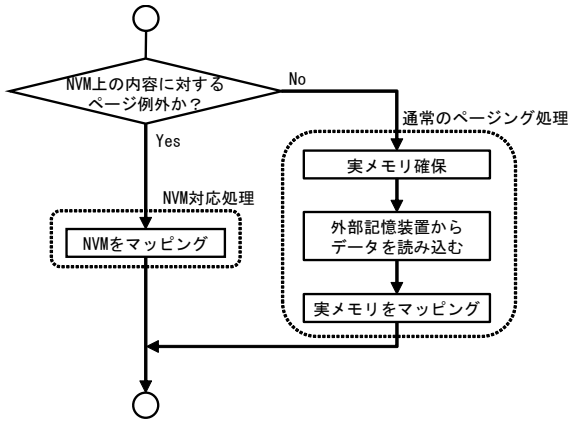 NVM上の内容に対する
ページ例外か？
No
Yes
通常のページング処理
実メモリ確保
外部記憶装置から
データを読み込む
実メモリをマッピング
NVM対応処理
NVMをマッピング